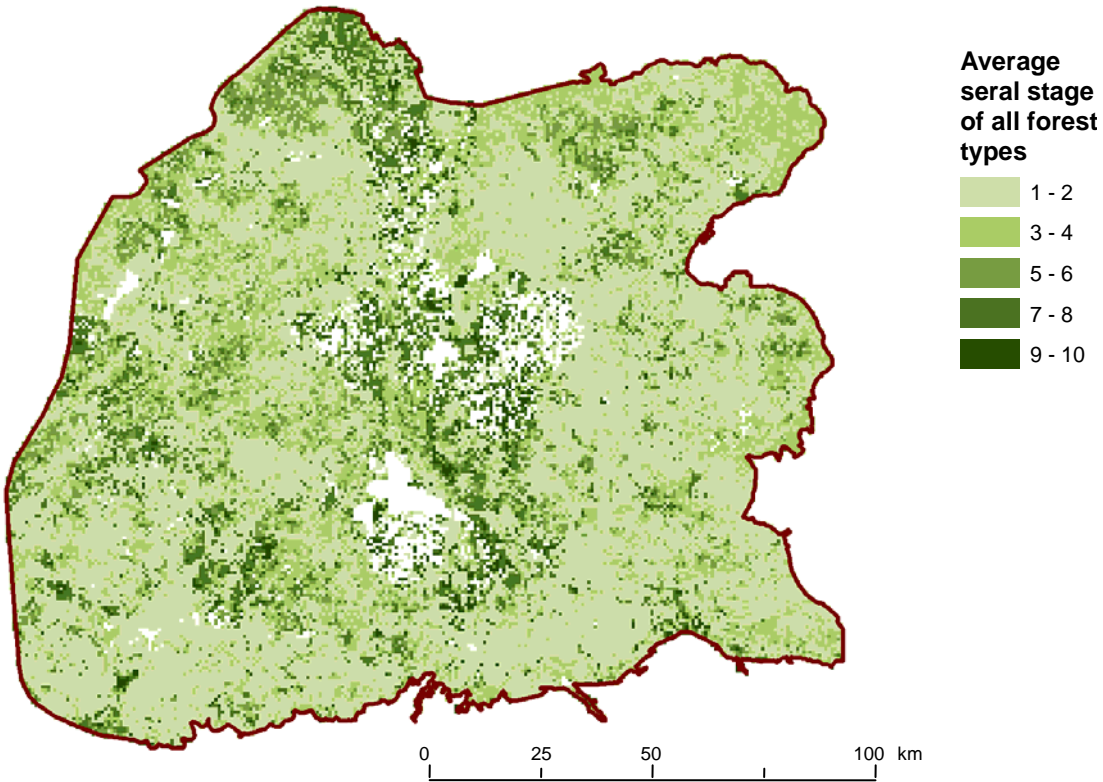 Average
seral stage
of all forest
types
1 - 2
3 - 4
5 - 6
7 - 8
9 - 10
0 25 50 100 km